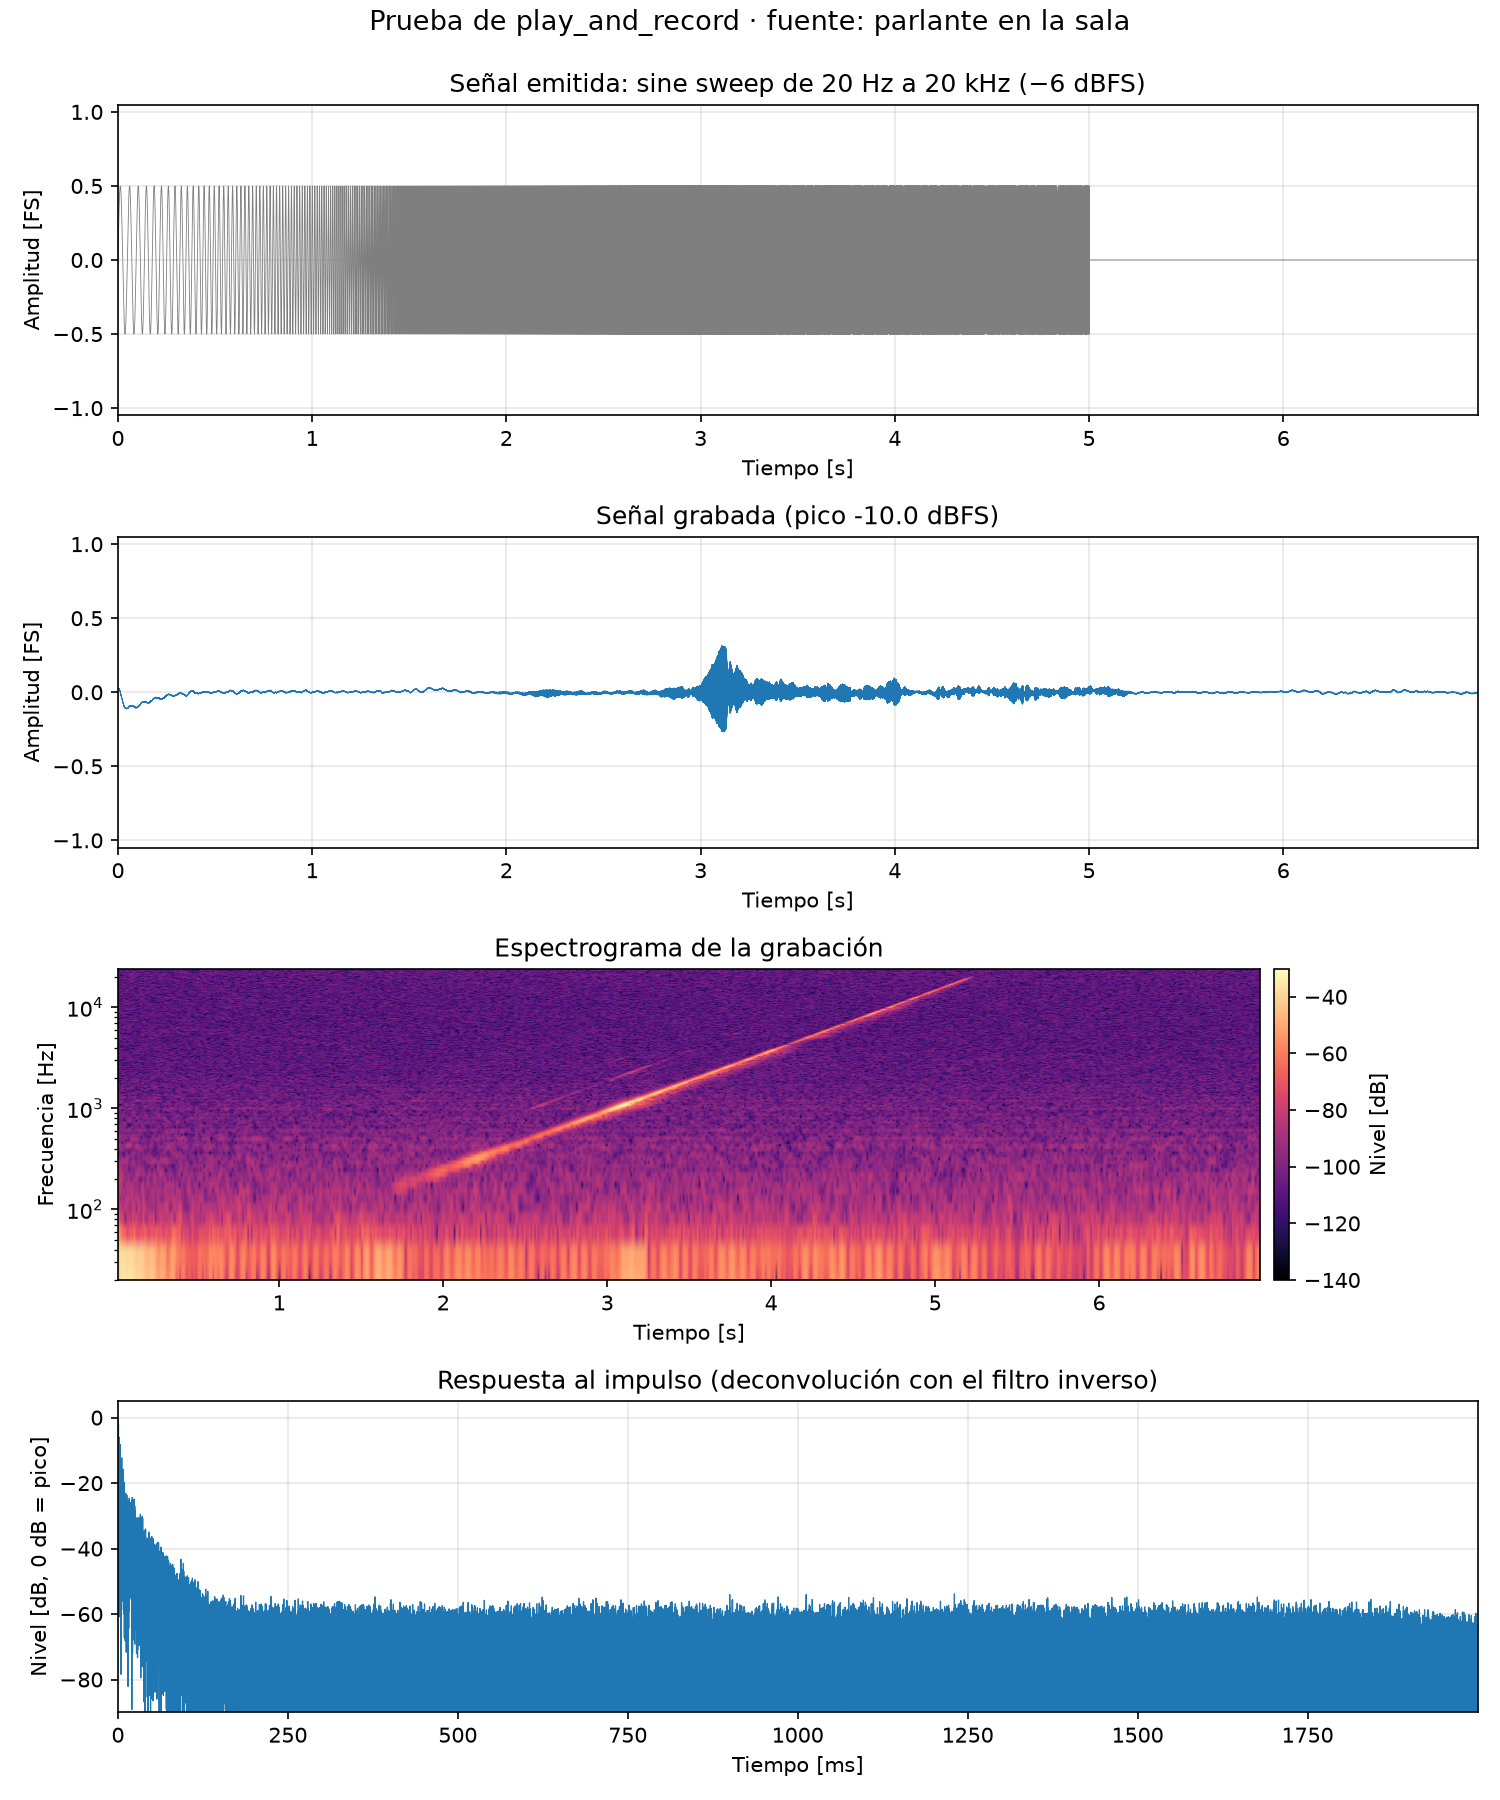 Prueba de play_and_record · fuente: parlante en la sala
Señal emitida: sine sweep de 20 Hz a 20 kHz (−6 dBFS)
1.0
0.5
0.0
−0.5
−1.0
Amplitud [FS]
0 1 2 3 4 5 6
Tiempo [s]
Señal grabada (pico -10.0 dBFS)
1.0
0.5
0.0
−0.5
−1.0
Amplitud [FS]
0 1 2 3 4 5 6
Tiempo [s]
Espectrograma de la grabación
10⁴
10³
10²
Frecuencia [Hz]
1 2 3 4 5 6
Tiempo [s]
−40
−60
−80
−100
−120
−140
Nivel [dB]
Respuesta al impulso (deconvolución con el filtro inverso)
0
−20
−40
−60
−80
Nivel [dB, 0 dB = pico]
0 250 500 750 1000 1250 1500 1750
Tiempo [ms]